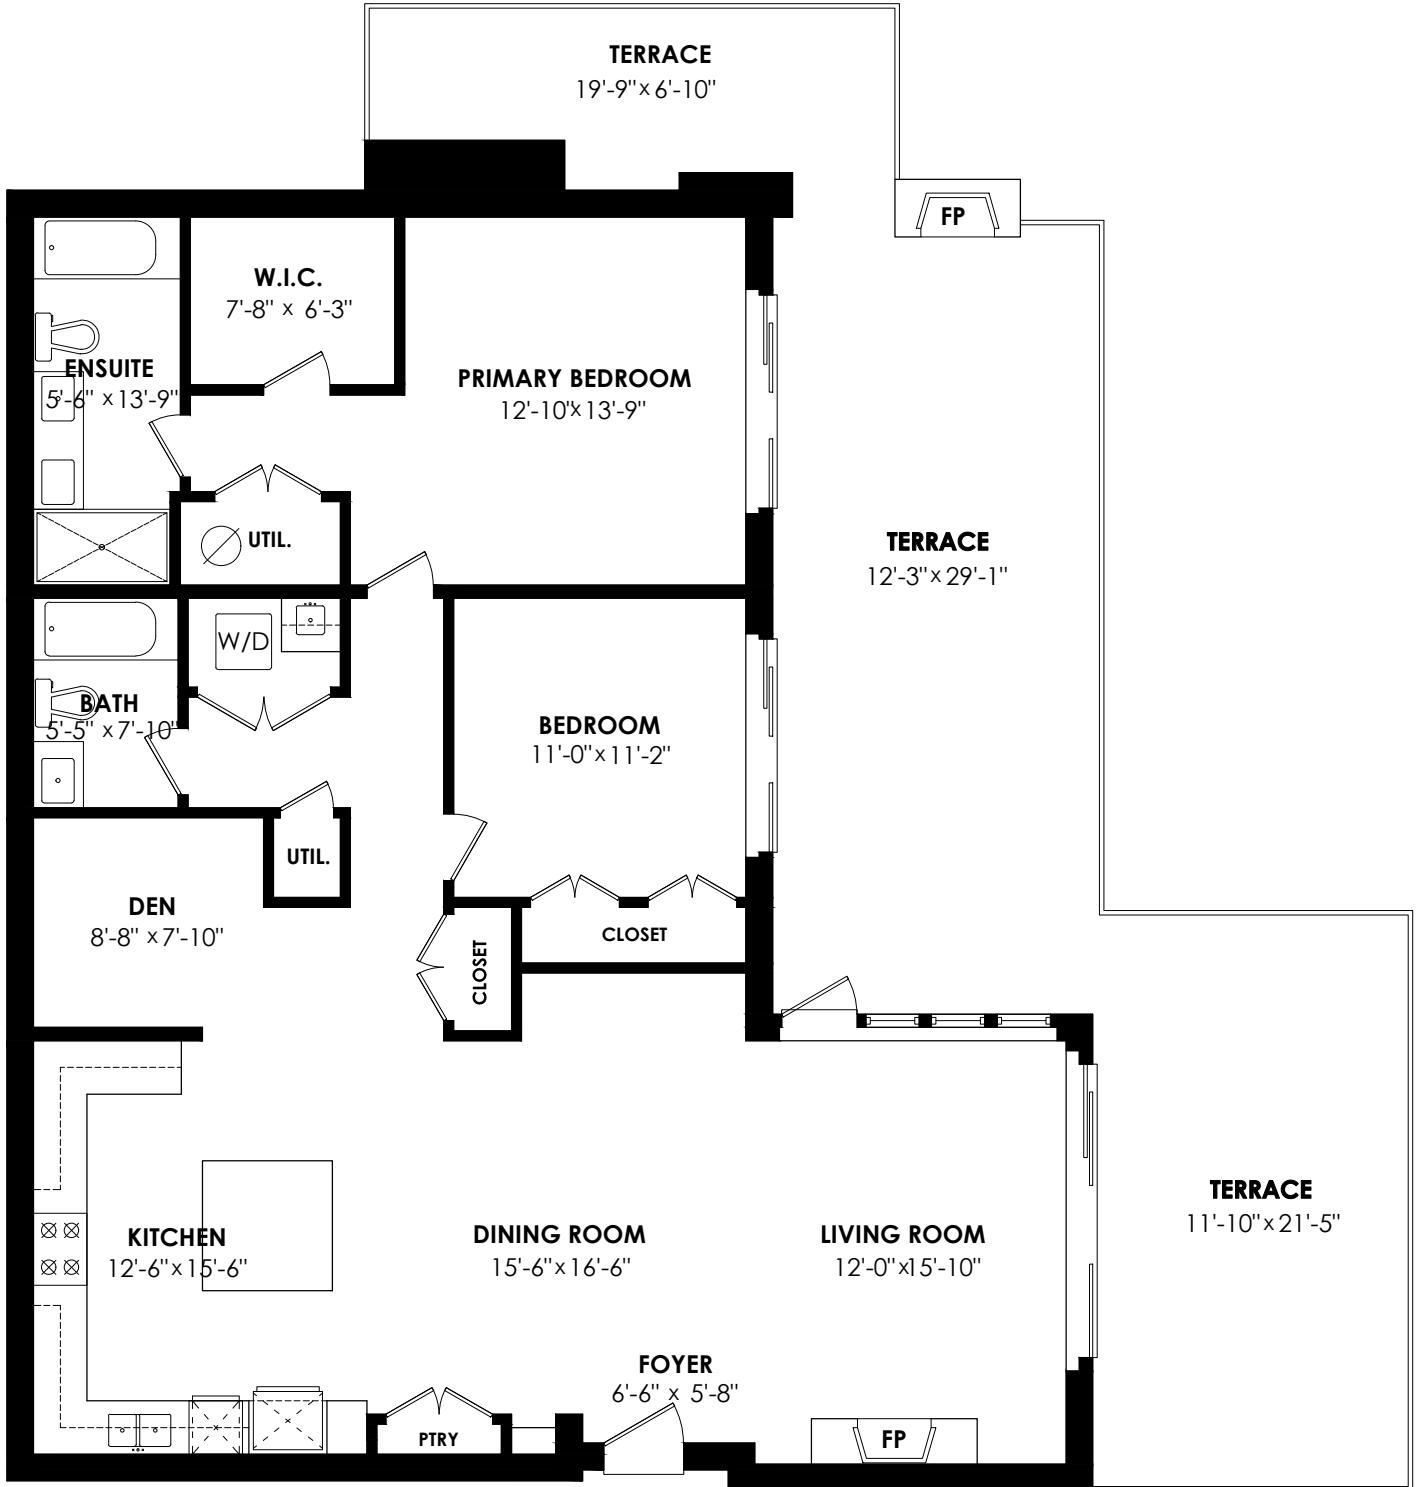 TERRACE
19'-9" x 6'-10"
FP
W.I.C.
7'-8" x 6'-3"
ENSUITE
5'-6" x 13'-9"
PRIMARY BEDROOM
12'-10" x 13'-9"
UTIL.
TERRACE
12'-3" x 29'-1"
W/D
BATH
5'-5" x 7'-10"
BEDROOM
11'-0" x 11'-2"
UTIL.
DEN
8'-8" x 7'-10"
CLOSET
CLOSET
TERRACE
11'-10" x 21'-5"
KITCHEN
12'-6" x 15'-6"
DINING ROOM
15'-6" x 16'-6"
LIVING ROOM
12'-0" x 15'-10"
FOYER
6'-6" x 5'-8"
PTRY
FP